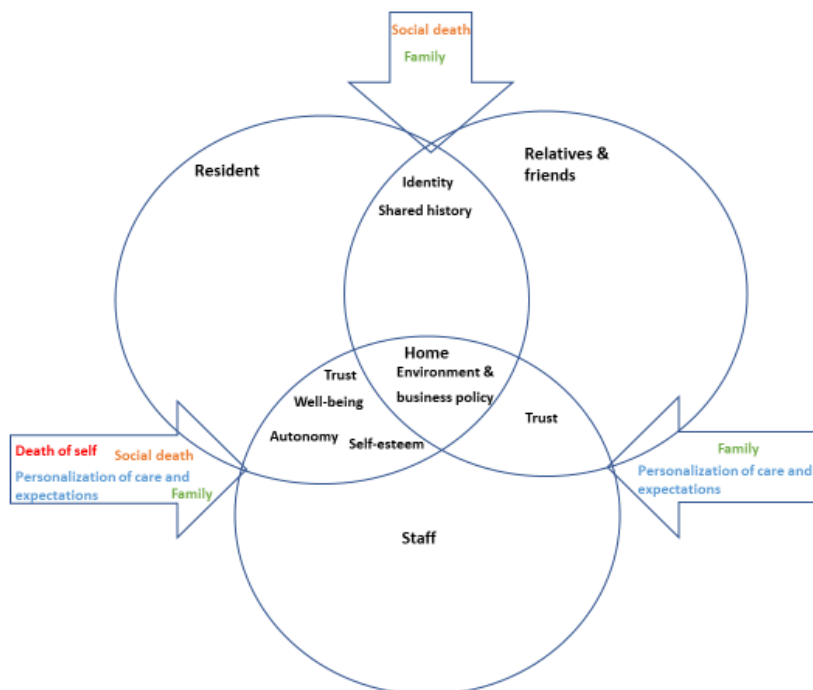 Social death
Family
Resident
Relatives &
friends
Identity
Shared history
Home
Environment &
business policy
Trust
Well-being
Autonomy
Self-esteem
Trust
Death of self
Social death
Personalization of care and
expectations
Family
Family
Personalization of care and
expectations
Staff